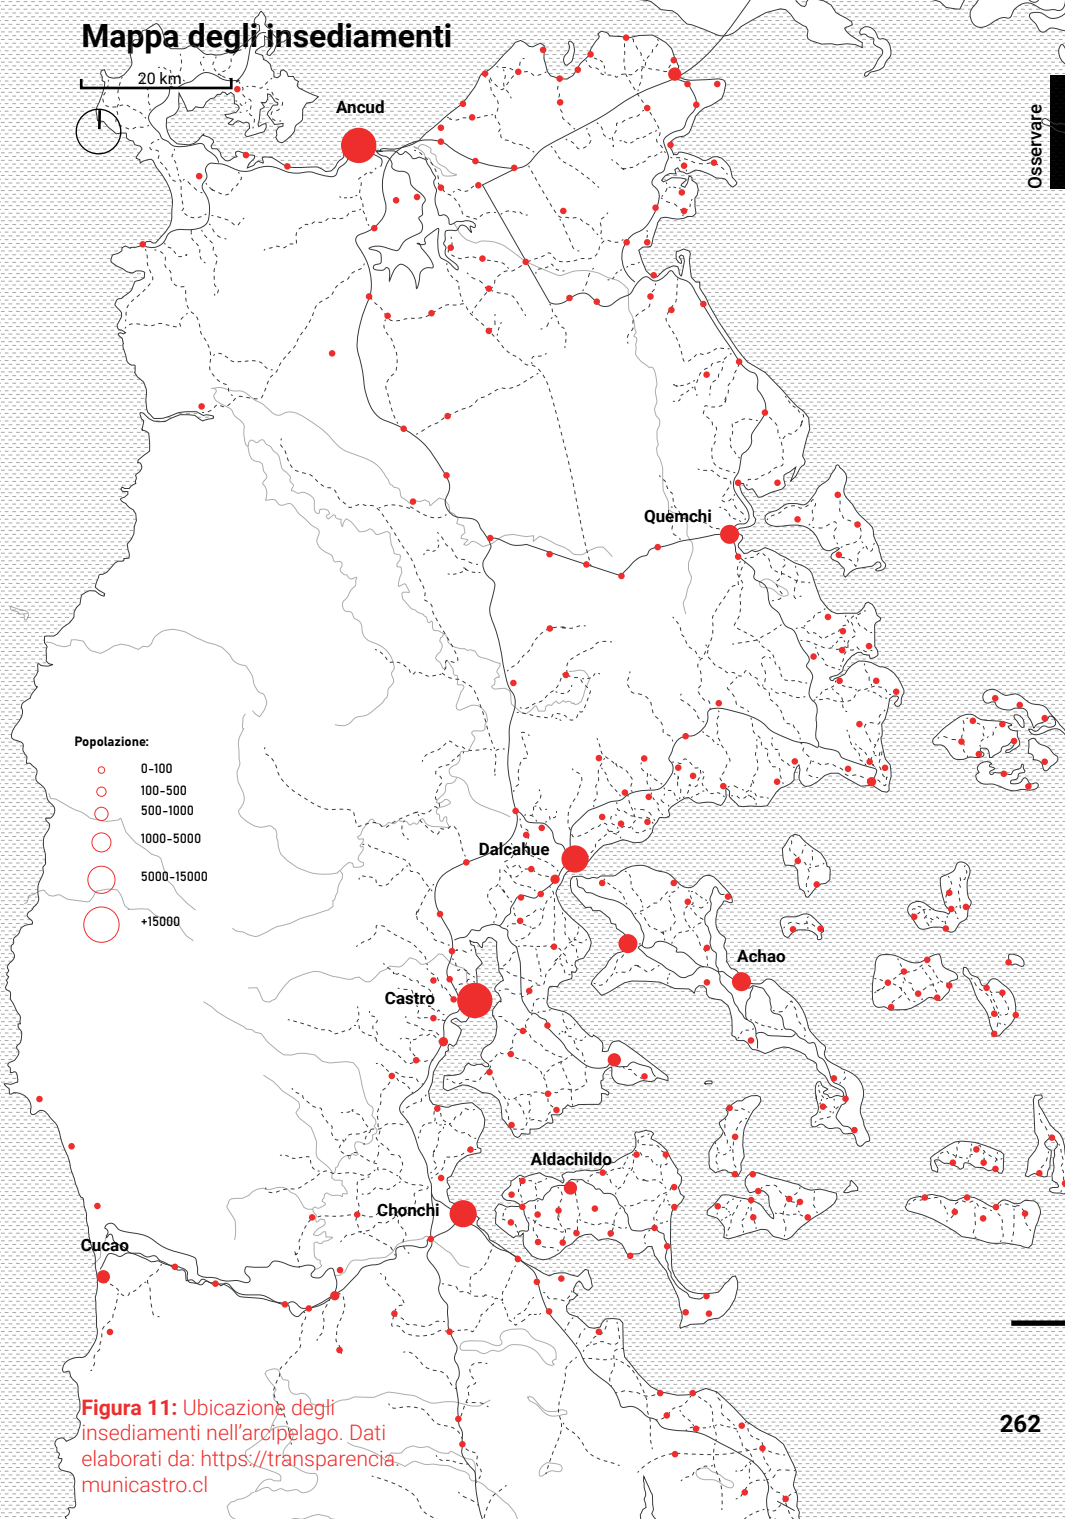 Mappa degli insediamenti
20 km
Ancud
Osservare
Quemchi
Popolazione:
0-100
100-500
500-1000
1000-5000
5000-15000
+15000
Dalcahue
Achao
Castro
Aldachildo
Chonchi
Cucao
Figura 11: Ubicazione degli
insediamenti nell'arcipelago. Dati
elaborati da: https://transparencia.
municastro.cl
262